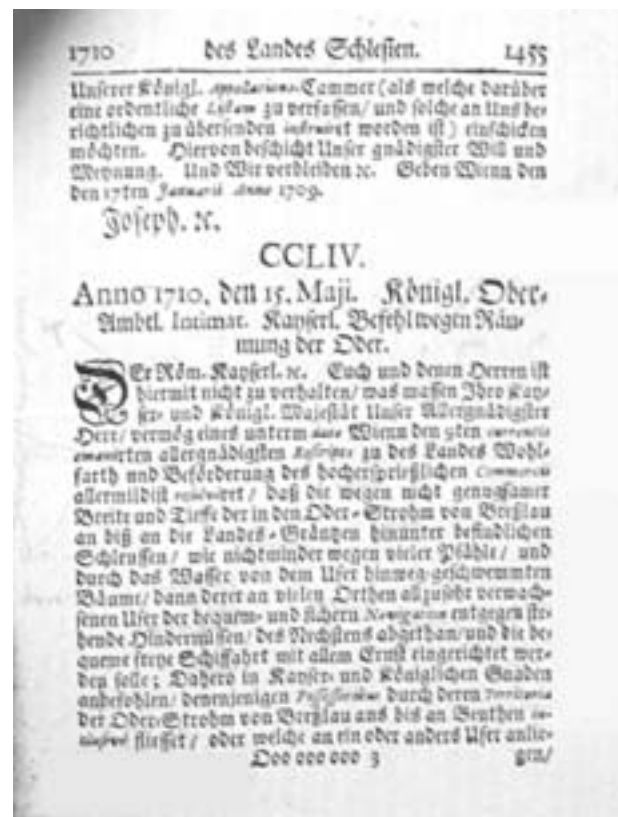 1710 des Landes Schlesien. 1455
Unserer Königl. Appellations-Cammer (als welche darüber
eine ordentliche Listam zu verfassen / und solche an Uns be-
richtlichen zu übersenden instruiret worden ist) einschicken
möchten. Hiervon beschicht Unser gnädigster Will und
Meynung. Und Wir verbleiben ꝛc. Geben Wienn den
den 17ten Januarii Anno 1709.
Joseph. ꝛc.
CCLIV.
Anno 1710. den 15. Maji. Königl. Ober-
Ambtl. Intimat. Kayserl. Befehl wegen Räu-
mung der Oder.
DEr Röm. Kayserl. ꝛc. Euch und denen Herren ist
hiermit nicht zu verhalten / was massen Ihro Kay-
ser- und Königl. Majestät Unser Allergnädigster
Herr / vermög eines unterm dato Wienn den 9ten currentis
emanirten allergnädigsten Rescripts zu des Landes Wohl-
farth und Beförderung des hochersprießlichen Commercii
allermildist resolviret / daß die wegen nicht genugsamer
Breite und Tieffe der in den Oder-Strohm von Breßlau
an biß an die Landes-Gräntzen hinunter befindlichen
Schleussen / wie nichtminder wegen vieler Pfähle / und
durch das Wasser von dem Ufer hinweg-geschwemmten
Bäume / dann derer an vielen Orthen allzusehr verwach-
senen Ufer der bequem- und sichern Navigation entgegen ste-
hende Hindernüssen / des Nechstens abgethan / und die be-
queme freye Schiffahrt mit allem Ernst eingerichtet wer-
den solle; Dahero in Kayser- und Königlichen Gnaden
anbefohlen / denenjenigen Possessoribus durch deren Territoria
der Oder-Strohm von Breßlau aus bis an Beuthen in-
clusivè fliesset / oder welche an ein oder anders Ufer anlie-
Ooo ooo ooo 3 gen/